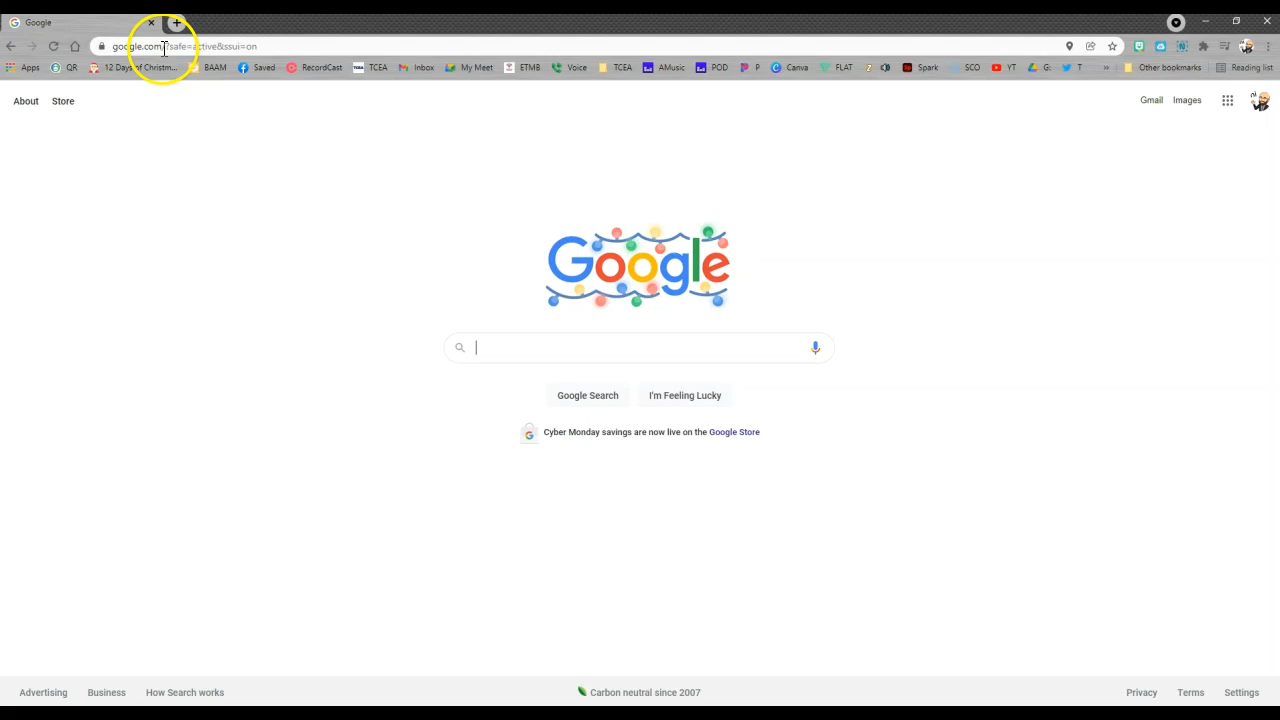 Google
google.com/?safe=active&ssui=on
Apps QR 12 Days of Christm... BAAM Saved RecordCast TCEA TCEA Inbox My Meet ETMB Voice TCEA AMusic POD P Canva FLAT Z Spark SCO YT G: T » Other bookmarks Reading list
About Store Gmail Images
Google
Google Search I'm Feeling Lucky
Cyber Monday savings are now live on the Google Store
Advertising Business How Search works Carbon neutral since 2007 Privacy Terms Settings